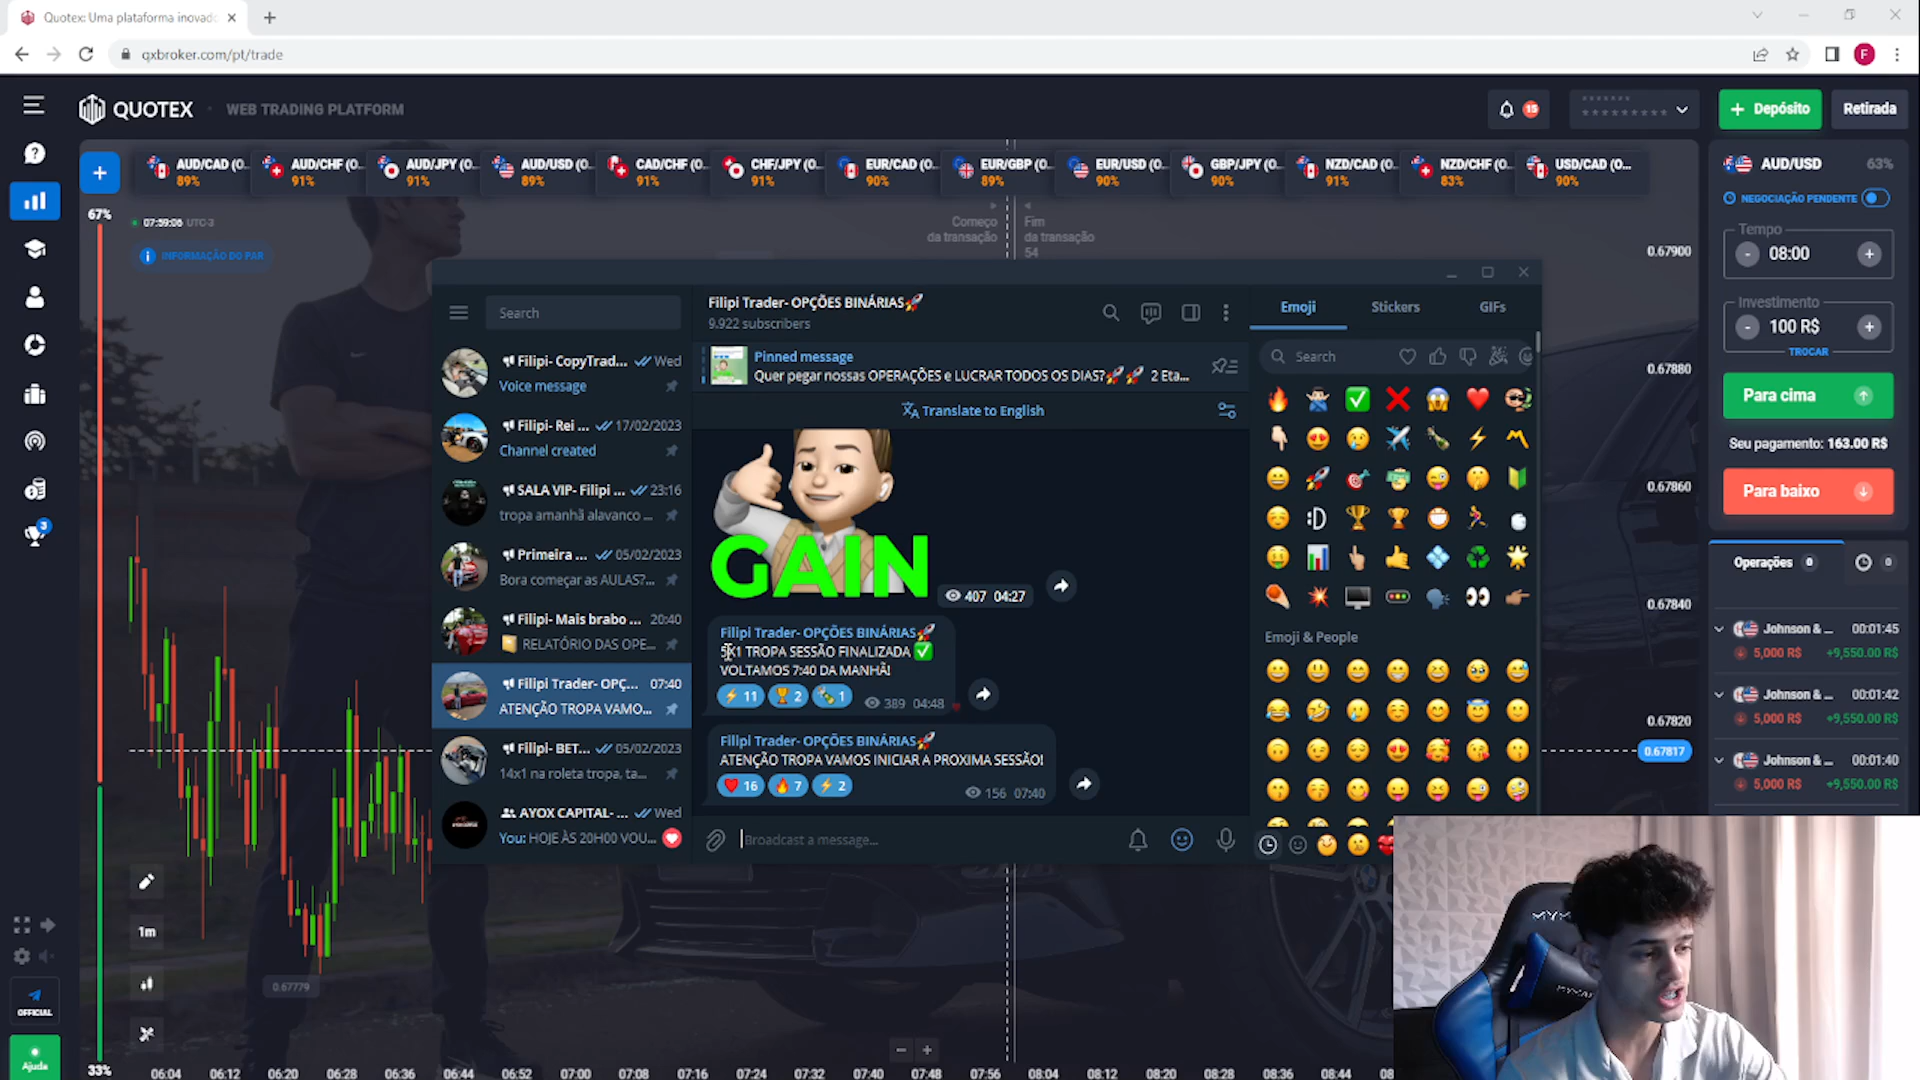 Quotex: Uma plataforma inovad
qxbroker.com/pt/trade
F
QUOTEX · WEB TRADING PLATFORM
15
******* 
*********
+ Depósito
Retirada
AUD/CAD (O...
89%
AUD/CHF (O...
91%
AUD/JPY (O...
91%
AUD/USD (O...
89%
CAD/CHF (O...
91%
CHF/JPY (O...
91%
EUR/CAD (O...
90%
EUR/GBP (O...
89%
EUR/USD (O...
90%
GBP/JPY (O...
90%
NZD/CAD (O...
91%
NZD/CHF (O...
83%
USD/CAD (O...
90%
67%
07:59:06 UTC-3
INFORMAÇÃO DO PAR
Começo
da transação
Fim
da transação
54
0.67900
0.67880
0.67860
0.67840
0.67820
0.67817
AUD/USD 63%
NEGOCIAÇÃO PENDENTE
Tempo
- 08:00 +
Investimento
- 100 R$ +
TROCAR
Para cima
Seu pagamento: 163.00 R$
Para baixo
Operações 0
0
Johnson & ... 00:01:45
5,000 R$ +9,550.00 R$
Johnson & ... 00:01:42
5,000 R$ +9,550.00 R$
Johnson & ... 00:01:40
5,000 R$ +9,550.00 R$
Search
Filipi- CopyTrad... Wed
Voice message
Filipi- Rei ... 17/02/2023
Channel created
SALA VIP- Filipi ... 23:16
tropa amanhã alavanco ...
Primeira ... 05/02/2023
Bora começar as AULAS?...
Filipi- Mais brabo ... 20:40
RELATÓRIO DAS OPE...
Filipi Trader- OPÇ... 07:40
ATENÇÃO TROPA VAMO...
Filipi- BET... 05/02/2023
14x1 na roleta tropa, ta...
AYOX CAPITAL- ... Wed
You: HOJE ÀS 20H00 VOU...
Filipi Trader- OPÇÕES BINÁRIAS🚀
9.922 subscribers
Pinned message
Quer pegar nossas OPERAÇÕES e LUCRAR TODOS OS DIAS?🚀🚀 2 Eta...
Translate to English
GAIN
407 04:27
Filipi Trader- OPÇÕES BINÁRIAS🚀
5X1 TROPA SESSÃO FINALIZADA ✅
VOLTAMOS 7:40 DA MANHÃ!
⚡ 11 🏆 2 🍾 1 389 04:48
Filipi Trader- OPÇÕES BINÁRIAS🚀
ATENÇÃO TROPA VAMOS INICIAR A PROXIMA SESSÃO!
❤️ 16 🔥 7 ⚡ 2 156 07:40
Broadcast a message...
Emoji Stickers GIFs
Search
Emoji & People
3
OFFICIAL
Ajuda
1m
0.67779
33%
06:04 06:12 06:20 06:28 06:36 06:44 06:52 07:00 07:08 07:16 07:24 07:32 07:40 07:48 07:56 08:04 08:12 08:20 08:28 08:36 08:44